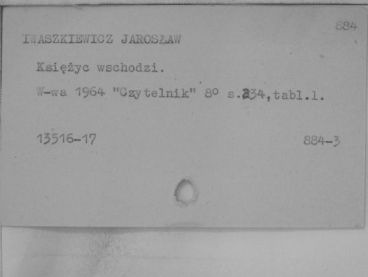 884
IWASZKIEWICZ JAROSŁAW
Księżyc wschodzi.
W-wa 1964 "Czytelnik" 8° s.234,tabl.1.
13516-17 884-3